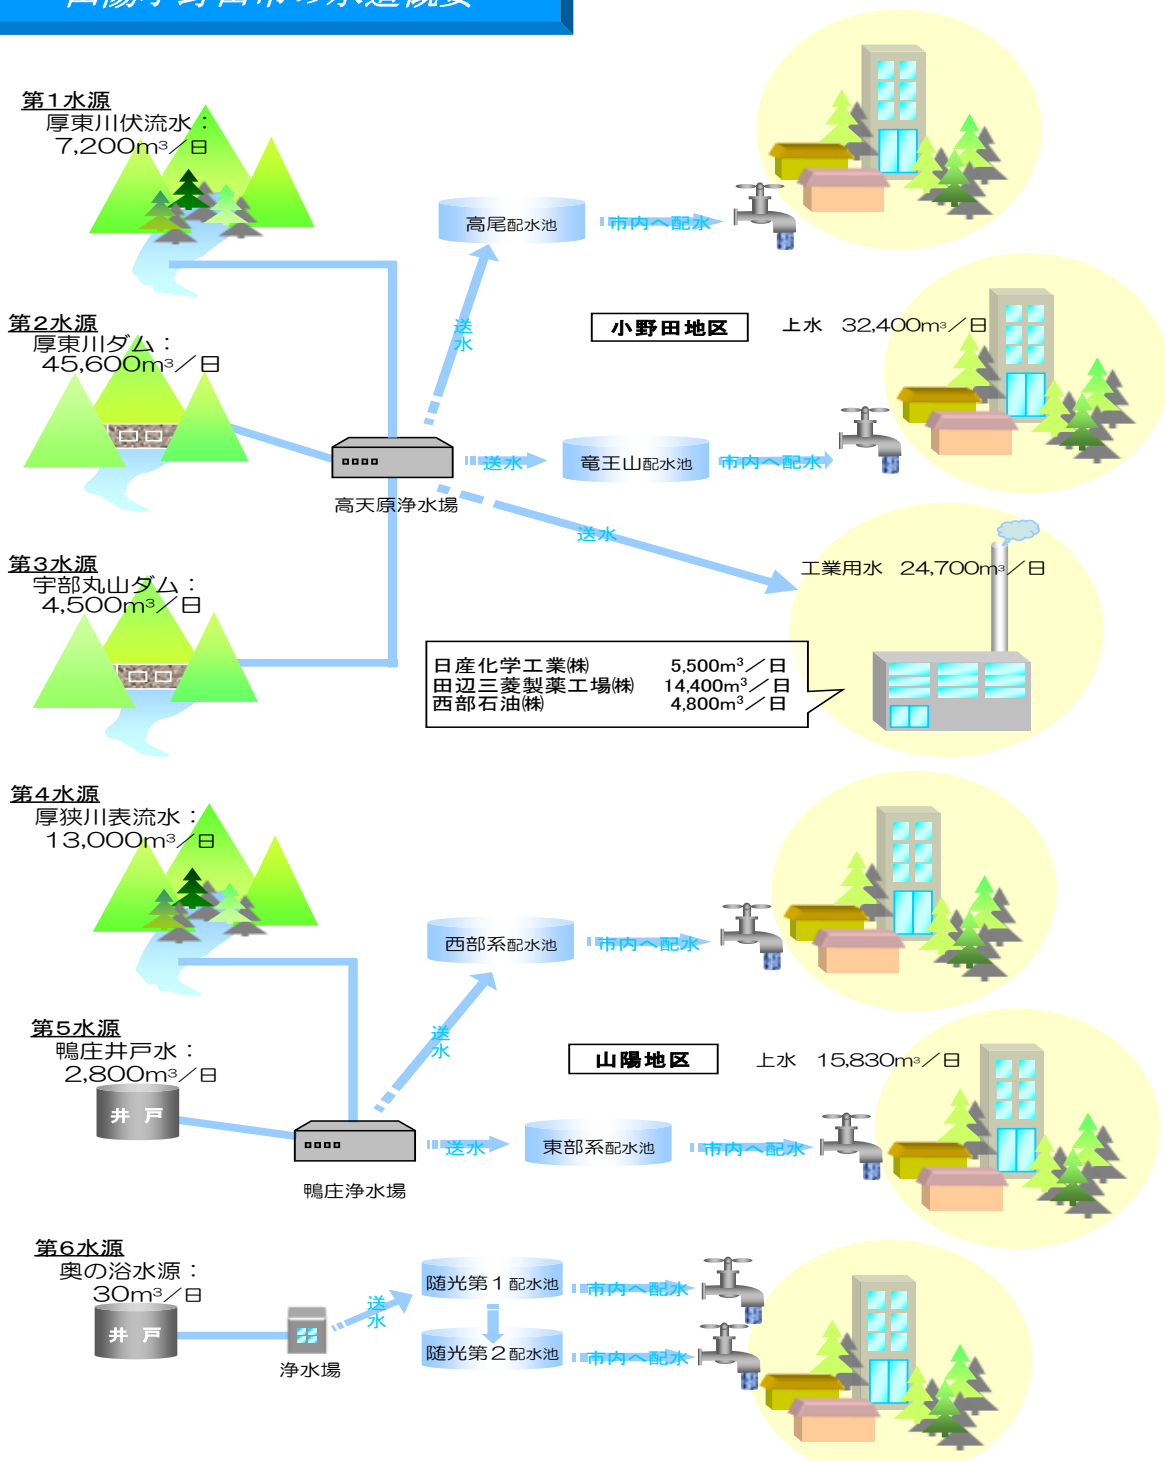 山陽小野田市の水道概要
第1水源
厚東川伏流水：
7,200m³／日
高尾配水池
市内へ配水
送水
第2水源
厚東川ダム：
45,600m³／日
小野田地区
上水 32,400m³／日
送水
竜王山配水池
市内へ配水
高天原浄水場
送水
第3水源
宇部丸山ダム：
4,500m³／日
工業用水 24,700m³／日
日産化学工業㈱ 5,500m³／日
田辺三菱製薬工場㈱ 14,400m³／日
西部石油㈱ 4,800m³／日
第4水源
厚狭川表流水：
13,000m³／日
西部系配水池
市内へ配水
送水
第5水源
鴨庄井戸水：
2,800m³／日
井戸
山陽地区
上水 15,830m³／日
送水
東部系配水池
市内へ配水
鴨庄浄水場
第6水源
奥の浴水源：
30m³／日
井戸
送水
浄水場
随光第1配水池
市内へ配水
随光第2配水池
市内へ配水